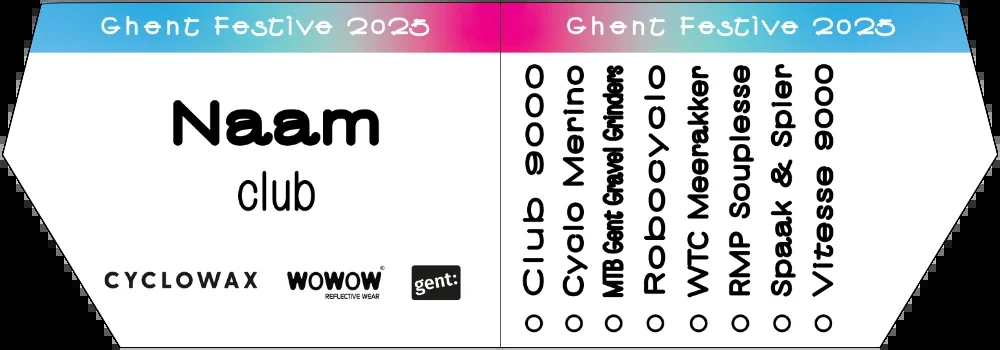 Ghent Festive 2025
Naam
club
CYCLOWAX
WOWOW®
REFLECTIVE WEAR
gent:
Ghent Festive 2025
Club 9000
Cyclo Merino
MTB Gent Gravel Grinders
Robocyclo
WTC Meerakker
RMP Souplesse
Spaak & Spier
Vitesse 9000